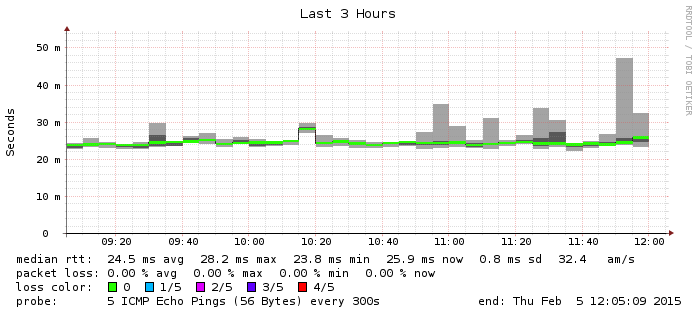 Last 3 Hours
RRDTOOL / TOBI OETIKER
Seconds
50 m
40 m
30 m
20 m
10 m
0
09:20 09:40 10:00 10:20 10:40 11:00 11:20 11:40 12:00
median rtt: 24.5 ms avg 28.2 ms max 23.8 ms min 25.9 ms now 0.8 ms sd 32.4 am/s
packet loss: 0.00 % avg 0.00 % max 0.00 % min 0.00 % now
loss color: 0 1/5 2/5 3/5 4/5
probe: 5 ICMP Echo Pings (56 Bytes) every 300s end: Thu Feb 5 12:05:09 2015